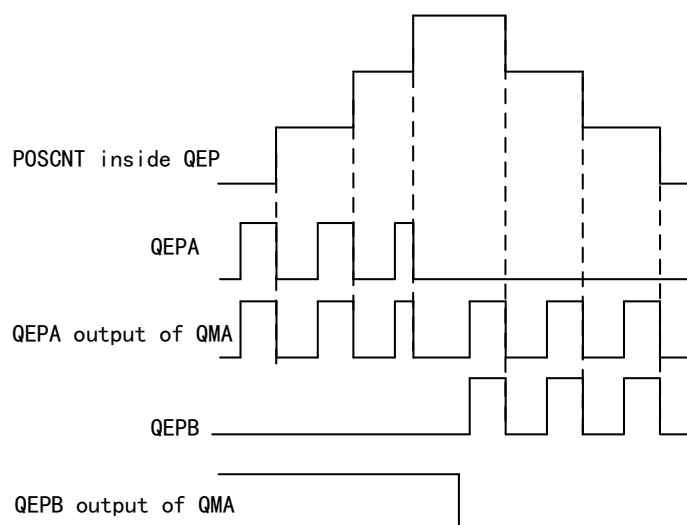 POSCNT inside QEP
QEPA
QEPA output of QMA
QEPB
QEPB output of QMA